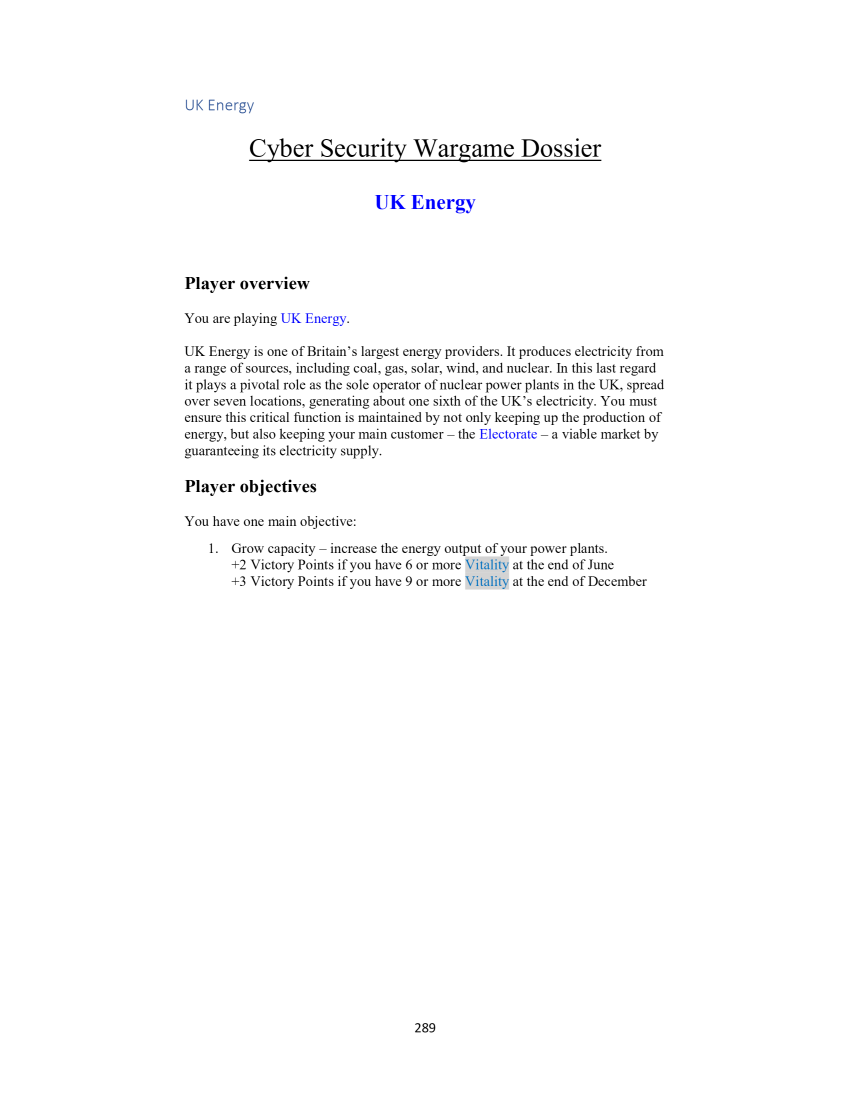 UK Energy
Cyber Security Wargame Dossier
UK Energy
Player overview
You are playing UK Energy.
UK Energy is one of Britain’s largest energy providers. It produces electricity from
a range of sources, including coal, gas, solar, wind, and nuclear. In this last regard
it plays a pivotal role as the sole operator of nuclear power plants in the UK, spread
over seven locations, generating about one sixth of the UK’s electricity. You must
ensure this critical function is maintained by not only keeping up the production of
energy, but also keeping your main customer – the Electorate – a viable market by
guaranteeing its electricity supply.
Player objectives
You have one main objective:
1. Grow capacity – increase the energy output of your power plants.
+2 Victory Points if you have 6 or more Vitality at the end of June
+3 Victory Points if you have 9 or more Vitality at the end of December
289